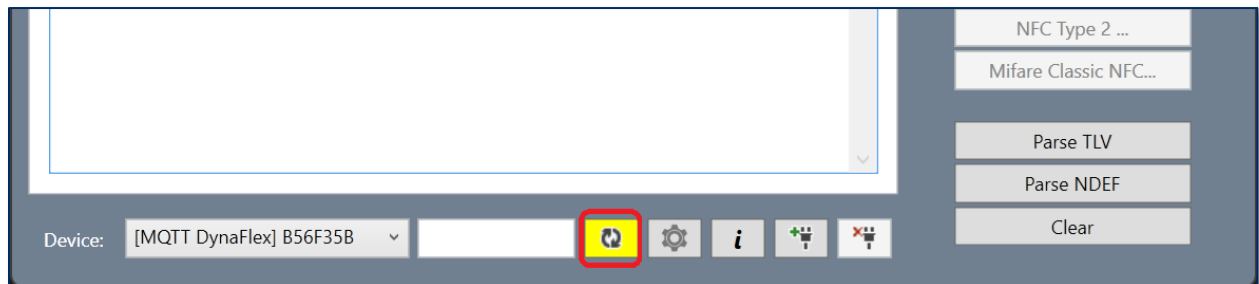 NFC Type 2 ...
Mifare Classic NFC...
Parse TLV
Parse NDEF
Clear
Device:
[MQTT DynaFlex] B56F35B
i